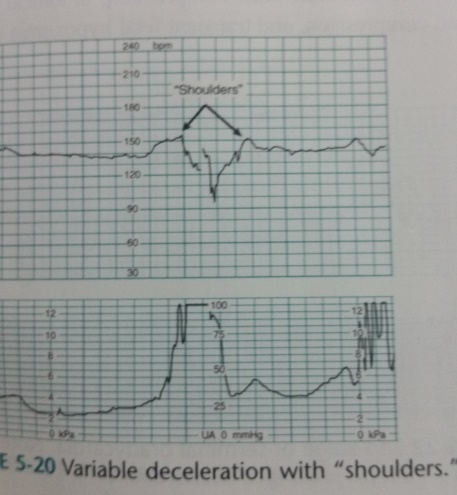 240 bpm
210
"Shoulders"
180
150
120
90
60
30
12 100 12
10 75 10
8 8
6 50 6
4 25 4
2 2
0 kPa UA 0 mmHg 0 kPa
E 5-20 Variable deceleration with "shoulders."